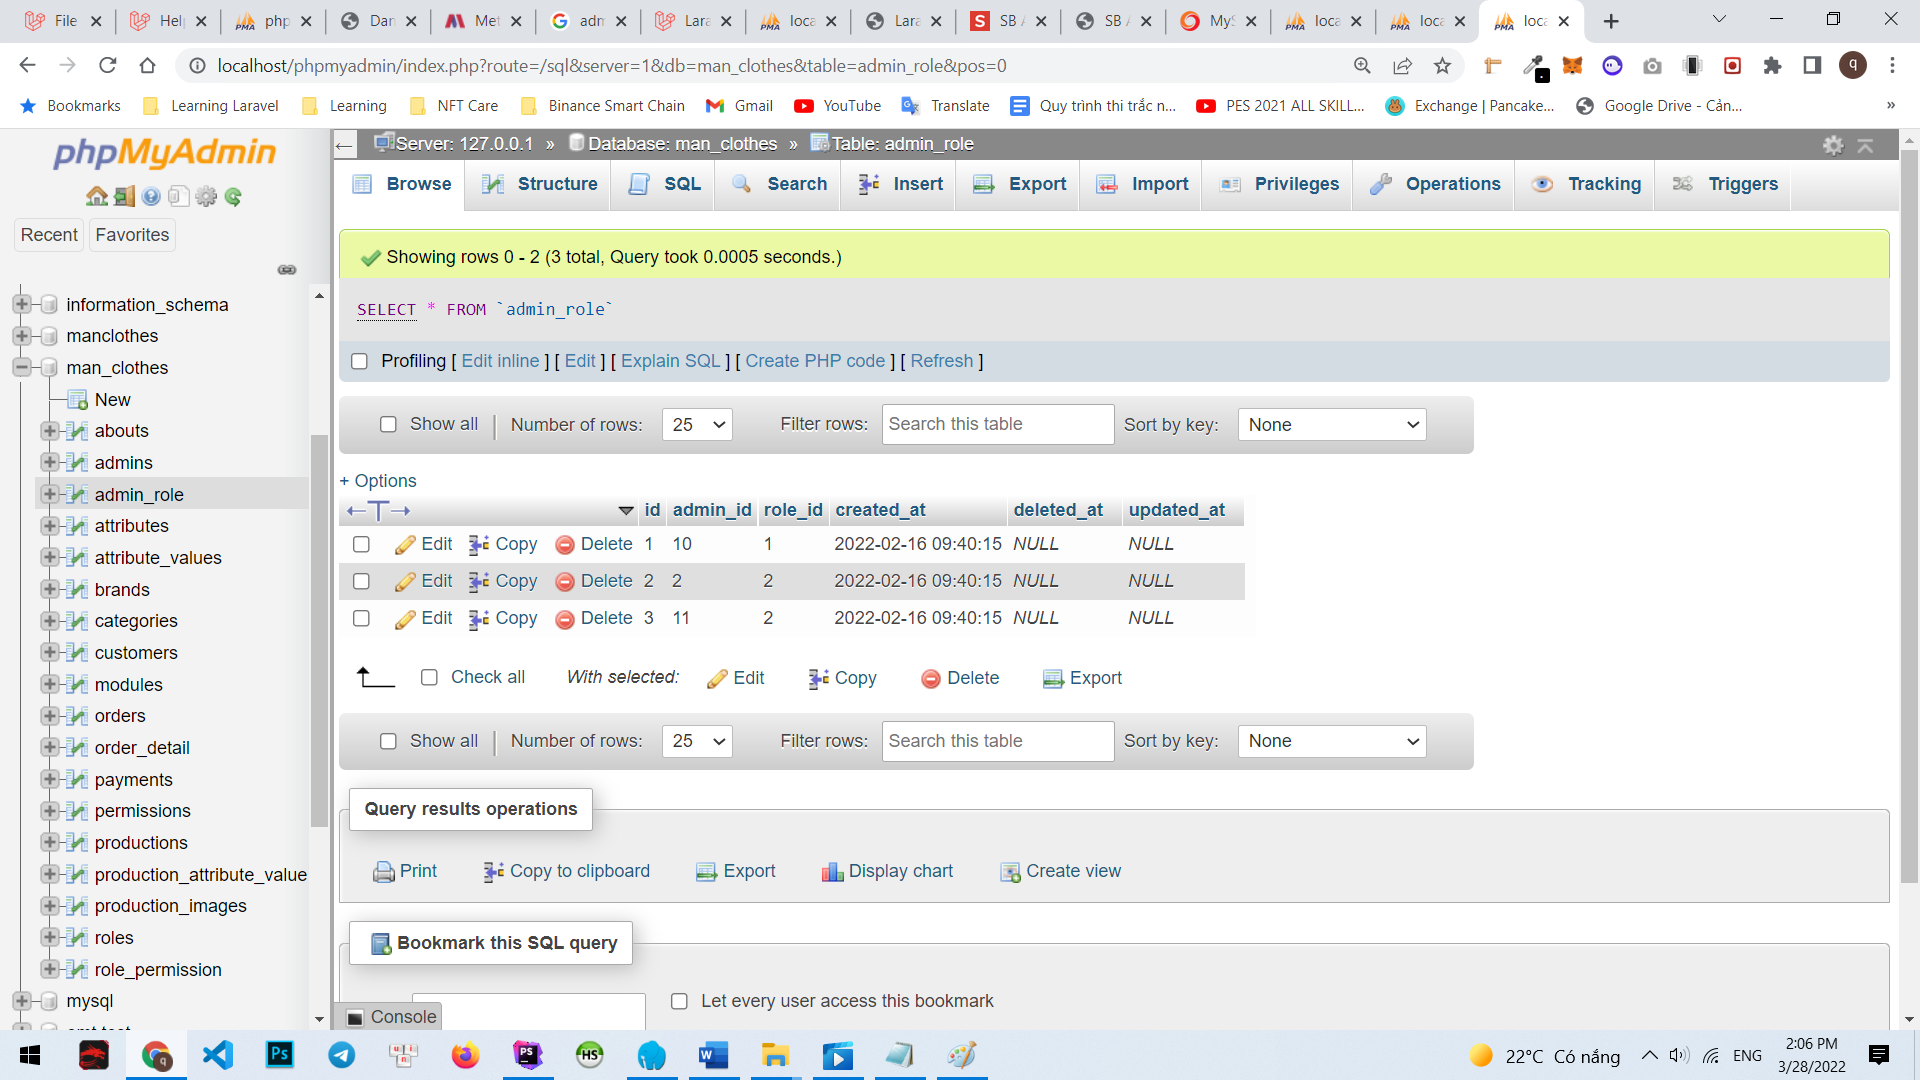 File
Help
php
Dan
Met
adm
Lara
loca
Lara
SB A
SB A
MyS
loca
loca
loca
localhost/phpmyadmin/index.php?route=/sql&server=1&db=man_clothes&table=admin_role&pos=0
q
Bookmarks
Learning Laravel
Learning
NFT Care
Binance Smart Chain
Gmail
YouTube
Translate
Quy trình thi trắc n...
PES 2021 ALL SKILL...
Exchange | Pancake...
Google Drive - Cản...
»
phpMyAdmin
Recent
Favorites
information_schema
manclothes
man_clothes
New
abouts
admins
admin_role
attributes
attribute_values
brands
categories
customers
modules
orders
order_detail
payments
permissions
productions
production_attribute_value
production_images
roles
role_permission
mysql
Server: 127.0.0.1 » Database: man_clothes » Table: admin_role
Browse
Structure
SQL
Search
Insert
Export
Import
Privileges
Operations
Tracking
Triggers
Showing rows 0 - 2 (3 total, Query took 0.0005 seconds.)
SELECT * FROM `admin_role`
Profiling [ Edit inline ] [ Edit ] [ Explain SQL ] [ Create PHP code ] [ Refresh ]
Show all | Number of rows: 25 Filter rows: Search this table Sort by key: None
+ Options
id admin_id role_id created_at deleted_at updated_at
Edit Copy Delete 1 10 1 2022-02-16 09:40:15 NULL NULL
Edit Copy Delete 2 2 2 2022-02-16 09:40:15 NULL NULL
Edit Copy Delete 3 11 2 2022-02-16 09:40:15 NULL NULL
Check all With selected: Edit Copy Delete Export
Show all | Number of rows: 25 Filter rows: Search this table Sort by key: None
Query results operations
Print
Copy to clipboard
Export
Display chart
Create view
Bookmark this SQL query
Let every user access this bookmark
Console
22°C Có nắng
ENG
2:06 PM
3/28/2022